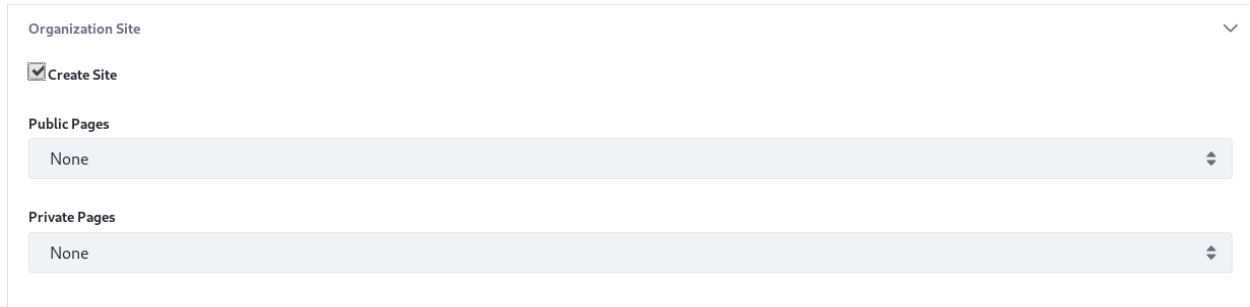 Organization Site
Create Site
Public Pages
None
Private Pages
None